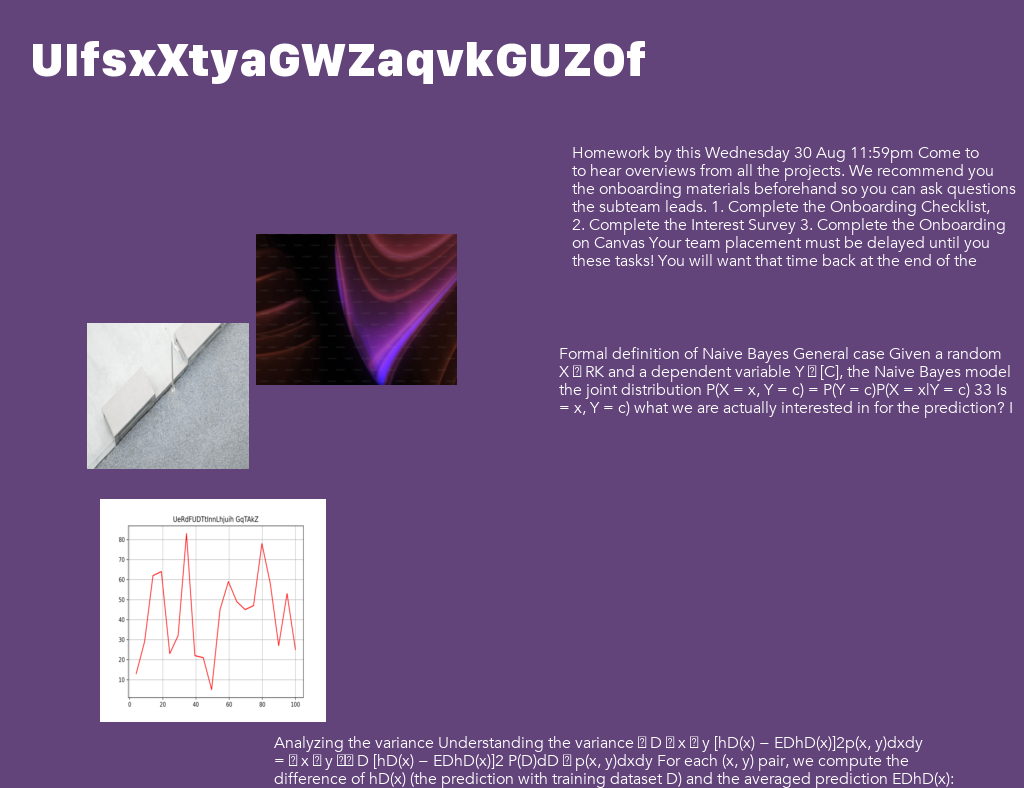 UIfsxXtyaGWZaqvkGUZOf
Homework by this Wednesday 30 Aug 11:59pm Come to
to hear overviews from all the projects. We recommend you
the onboarding materials beforehand so you can ask questions
the subteam leads. 1. Complete the Onboarding Checklist,
2. Complete the Interest Survey 3. Complete the Onboarding
on Canvas Your team placement must be delayed until you
these tasks! You will want that time back at the end of the
Formal definition of Naive Bayes General case Given a random
X RK and a dependent variable Y [C], the Naive Bayes model
the joint distribution P(X = x, Y = c) = P(Y = c)P(X = x|Y = c) 33 Is
= x, Y = c) what we are actually interested in for the prediction? I
UeRdFUDTtInnLhjuih GqTAkZ
80
70
60
50
40
30
20
10
0 20 40 60 80 100
Analyzing the variance Understanding the variance D x y [hD(x) − EDhD(x)]2p(x, y)dxdy
= x y D [hD(x) − EDhD(x)]2 P(D)dD p(x, y)dxdy For each (x, y) pair, we compute the
difference of hD(x) (the prediction with training dataset D) and the averaged prediction EDhD(x):